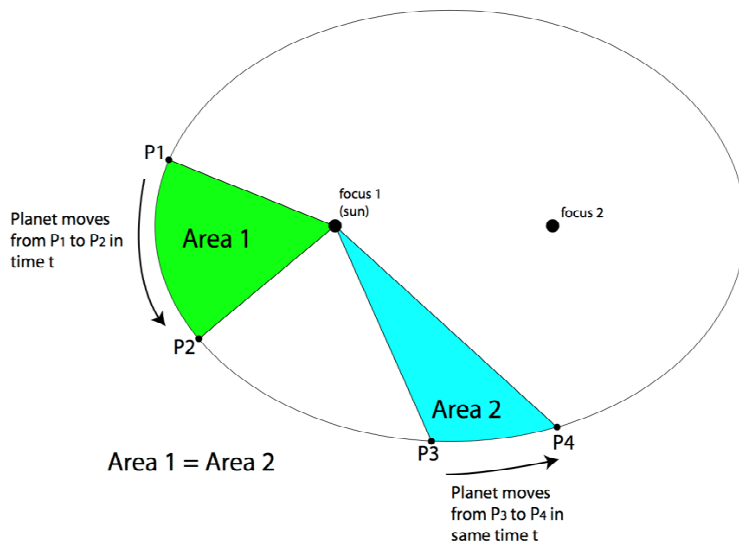 P1
focus 1
(sun)
focus 2
Planet moves
from P1 to P2 in
time t
Area 1
P2
Area 2
P3
P4
Area 1 = Area 2
Planet moves
from P3 to P4 in
same time t